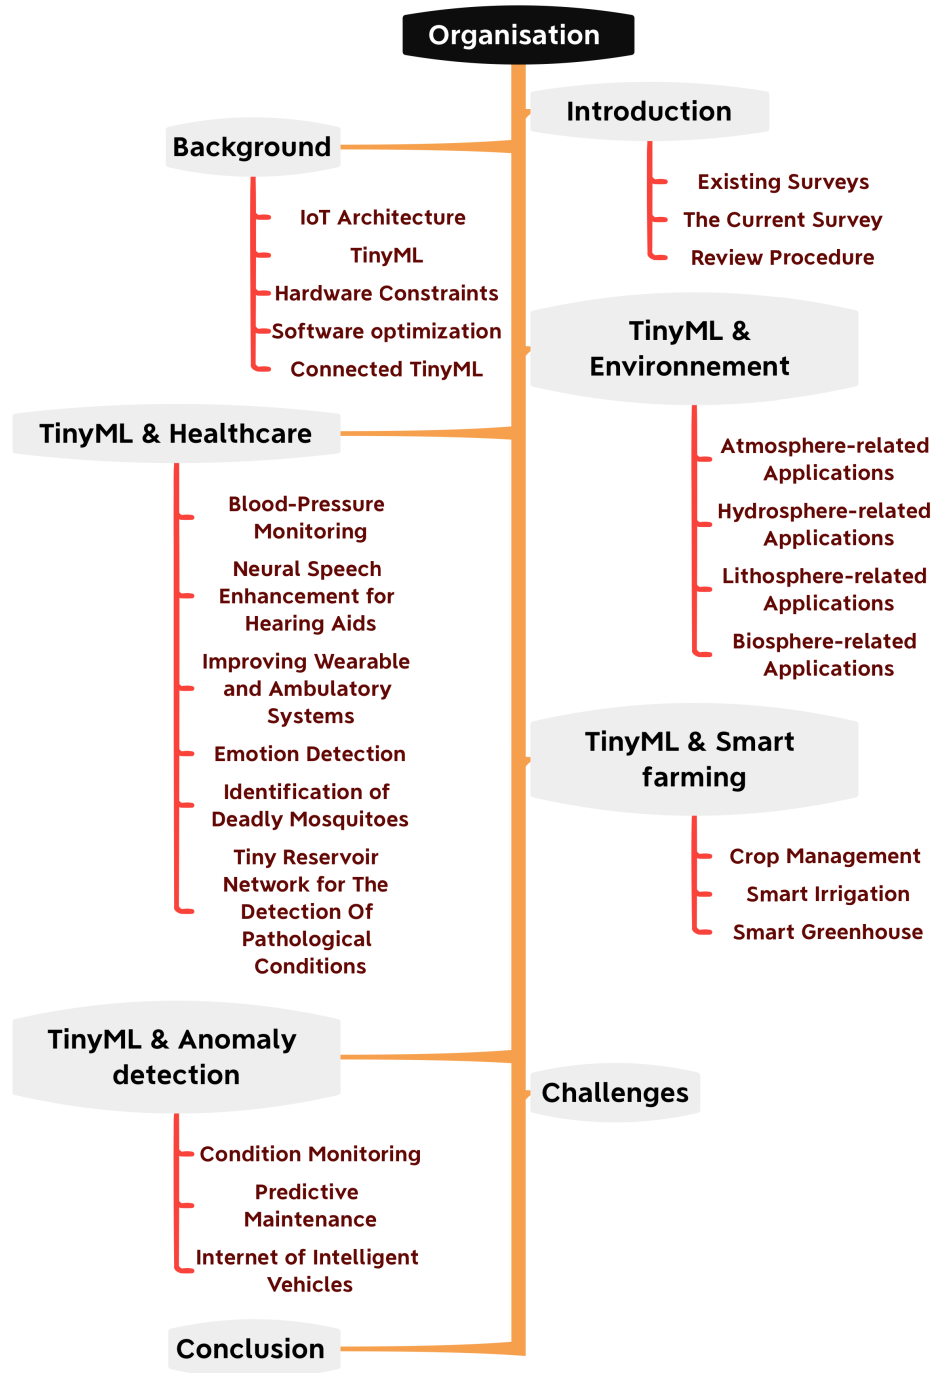 Organisation
Introduction
Existing Surveys
The Current Survey
Review Procedure
Background
IoT Architecture
TinyML
Hardware Constraints
Software optimization
Connected TinyML
TinyML &
Environnement
Atmosphere-related
Applications
Hydrosphere-related
Applications
Lithosphere-related
Applications
Biosphere-related
Applications
TinyML & Healthcare
Blood-Pressure
Monitoring
Neural Speech
Enhancement for
Hearing Aids
Improving Wearable
and Ambulatory
Systems
Emotion Detection
Identification of
Deadly Mosquitoes
Tiny Reservoir
Network for The
Detection Of
Pathological
Conditions
TinyML & Smart
farming
Crop Management
Smart Irrigation
Smart Greenhouse
TinyML & Anomaly
detection
Condition Monitoring
Predictive
Maintenance
Internet of Intelligent
Vehicles
Challenges
Conclusion